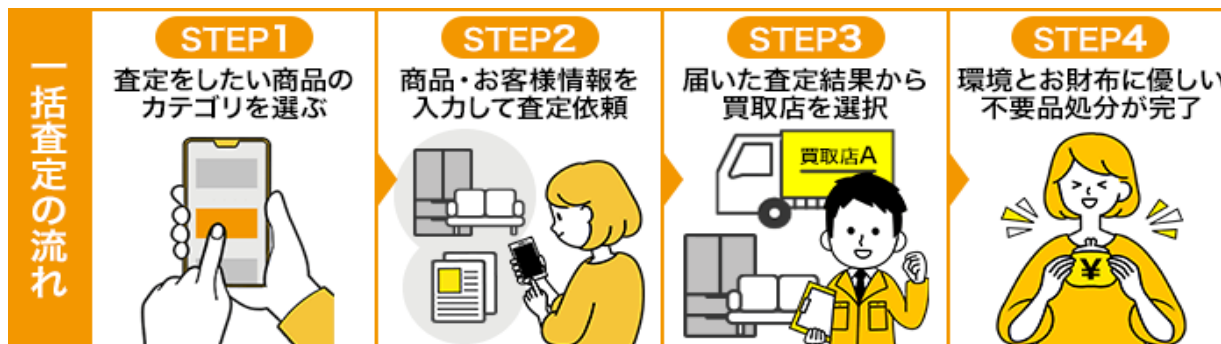 一括査定の流れ
STEP1
査定をしたい商品の
カテゴリを選ぶ
STEP2
商品・お客様情報を
入力して査定依頼
STEP3
届いた査定結果から
買取店を選択
買取店A
STEP4
環境とお財布に優しい
不要品処分が完了
¥